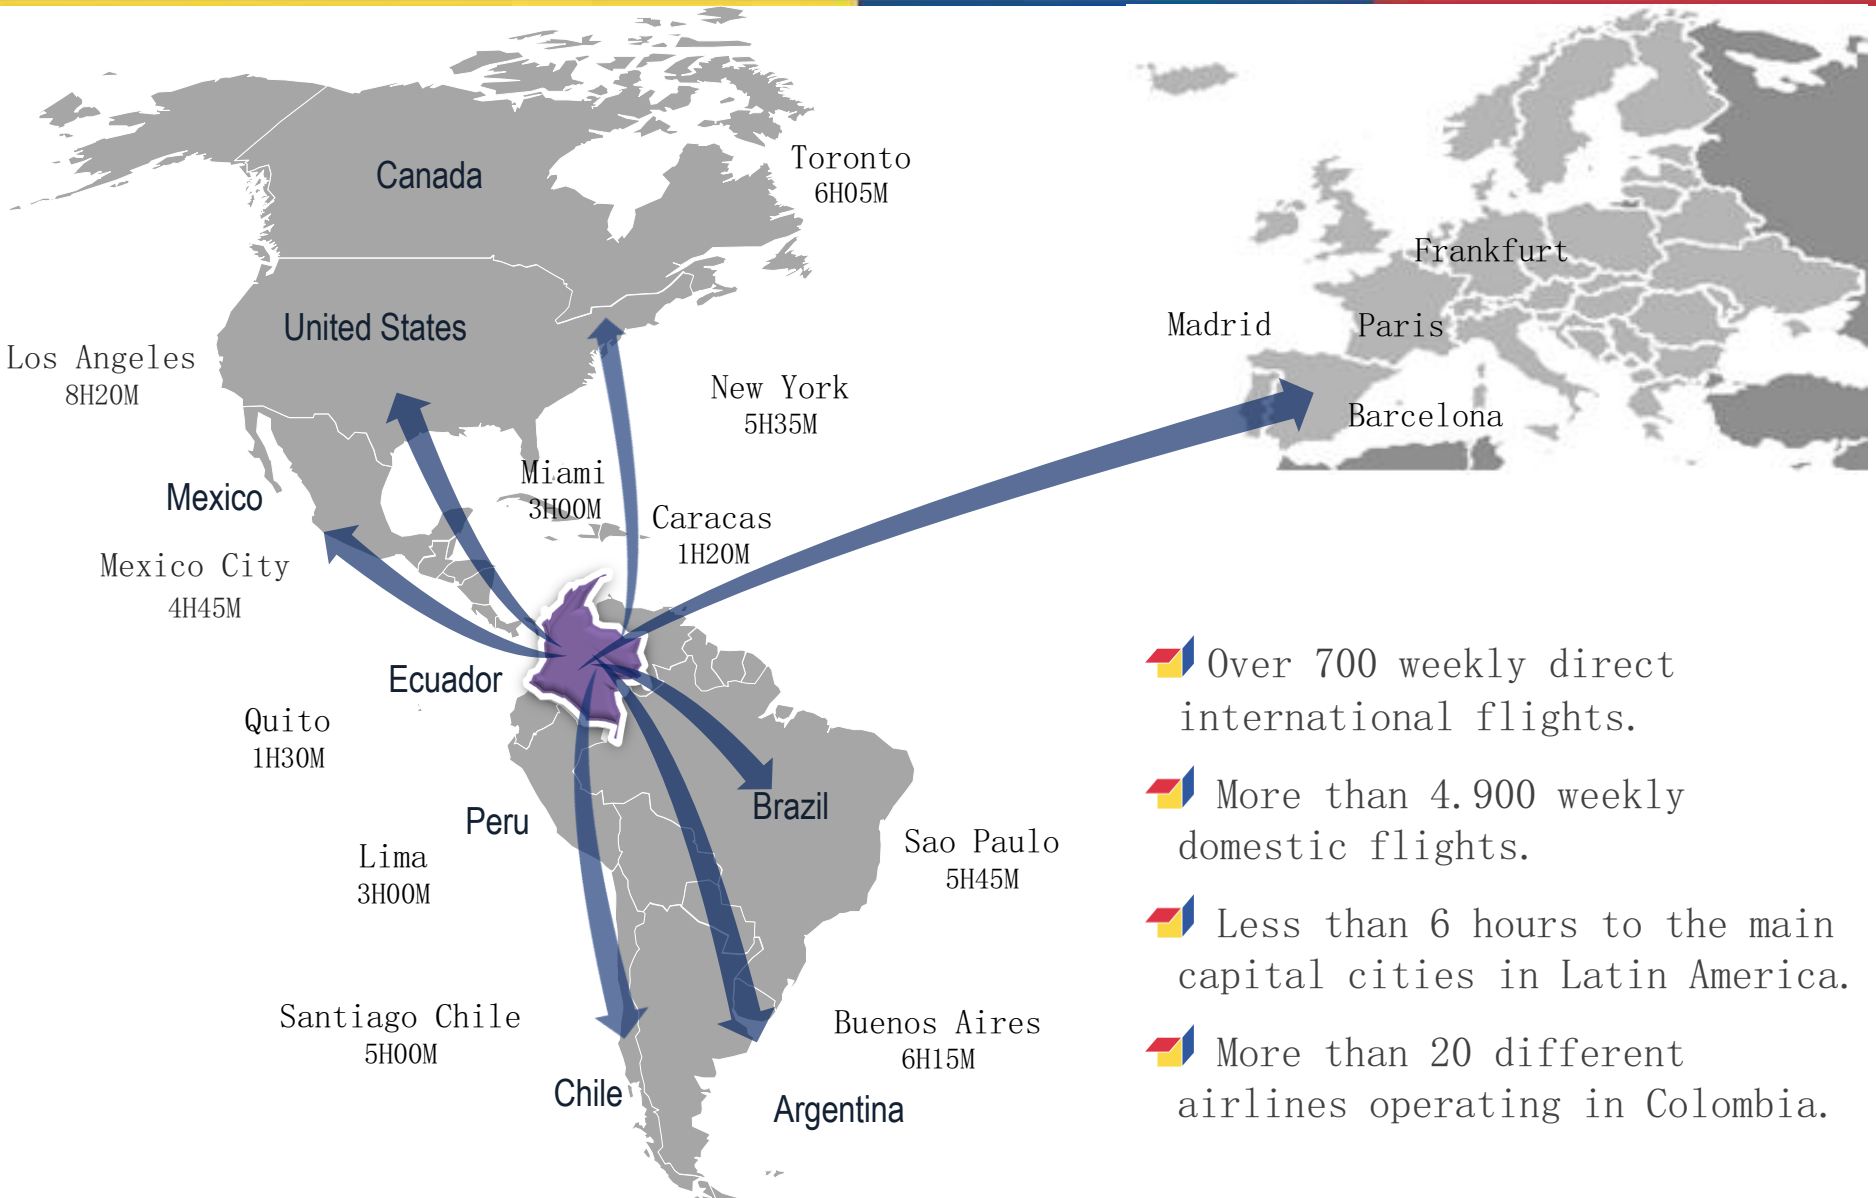 Canada
Toronto
6H05M
United States
Los Angeles
8H20M
New York
5H35M
Miami
3H00M
Mexico
Caracas
1H20M
Mexico City
4H45M
Ecuador
Quito
1H30M
Peru
Brazil
Lima
3H00M
Sao Paulo
5H45M
Santiago Chile
5H00M
Buenos Aires
6H15M
Chile
Argentina
Frankfurt
Madrid
Paris
Barcelona
Over 700 weekly direct
international flights.
More than 4.900 weekly
domestic flights.
Less than 6 hours to the main
capital cities in Latin America.
More than 20 different
airlines operating in Colombia.